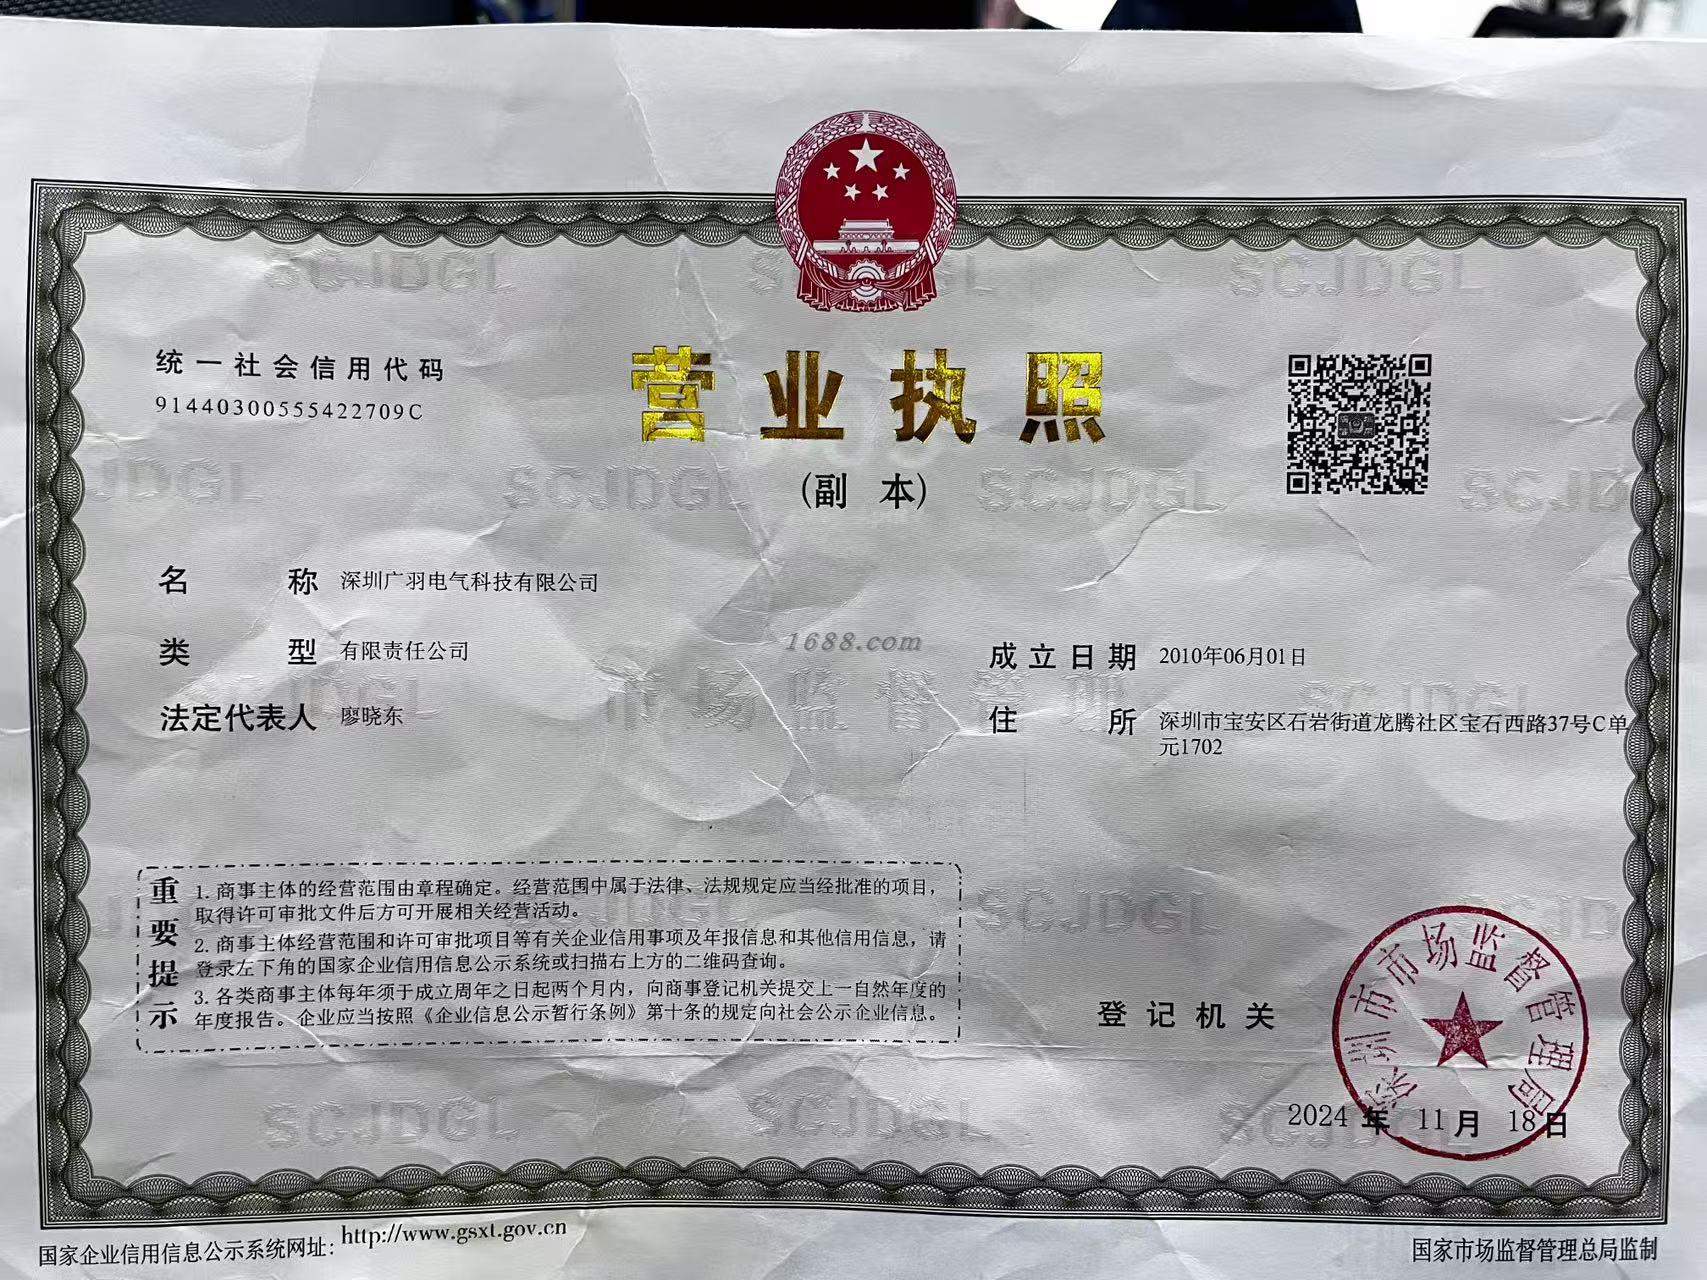 统一社会信用代码
91440300555422709C
营业执照
(副 本)
名 称 深圳广羽电气科技有限公司
类 型 有限责任公司
法定代表人 廖晓东
成立日期 2010年06月01日
住 所 深圳市宝安区石岩街道龙腾社区宝石西路37号C单
元1702
1688.com
SCJDGL
市场监督管理
重要提示
1. 商事主体的经营范围由章程确定。经营范围中属于法律、法规规定应当经批准的项目，
取得许可审批文件后方可开展相关经营活动。
2. 商事主体经营范围和许可审批项目等有关企业信用事项及年报信息和其他信用信息，请
登录左下角的国家企业信用信息公示系统或扫描右上方的二维码查询。
3. 各类商事主体每年须于成立周年之日起两个月内，向商事登记机关提交上一自然年度的
年度报告。企业应当按照《企业信息公示暂行条例》第十条的规定向社会公示企业信息。
登记机关
深圳市市场监督管理局
2024 年 11 月 18 日
国家企业信用信息公示系统网址: http://www.gsxt.gov.cn
国家市场监督管理总局监制